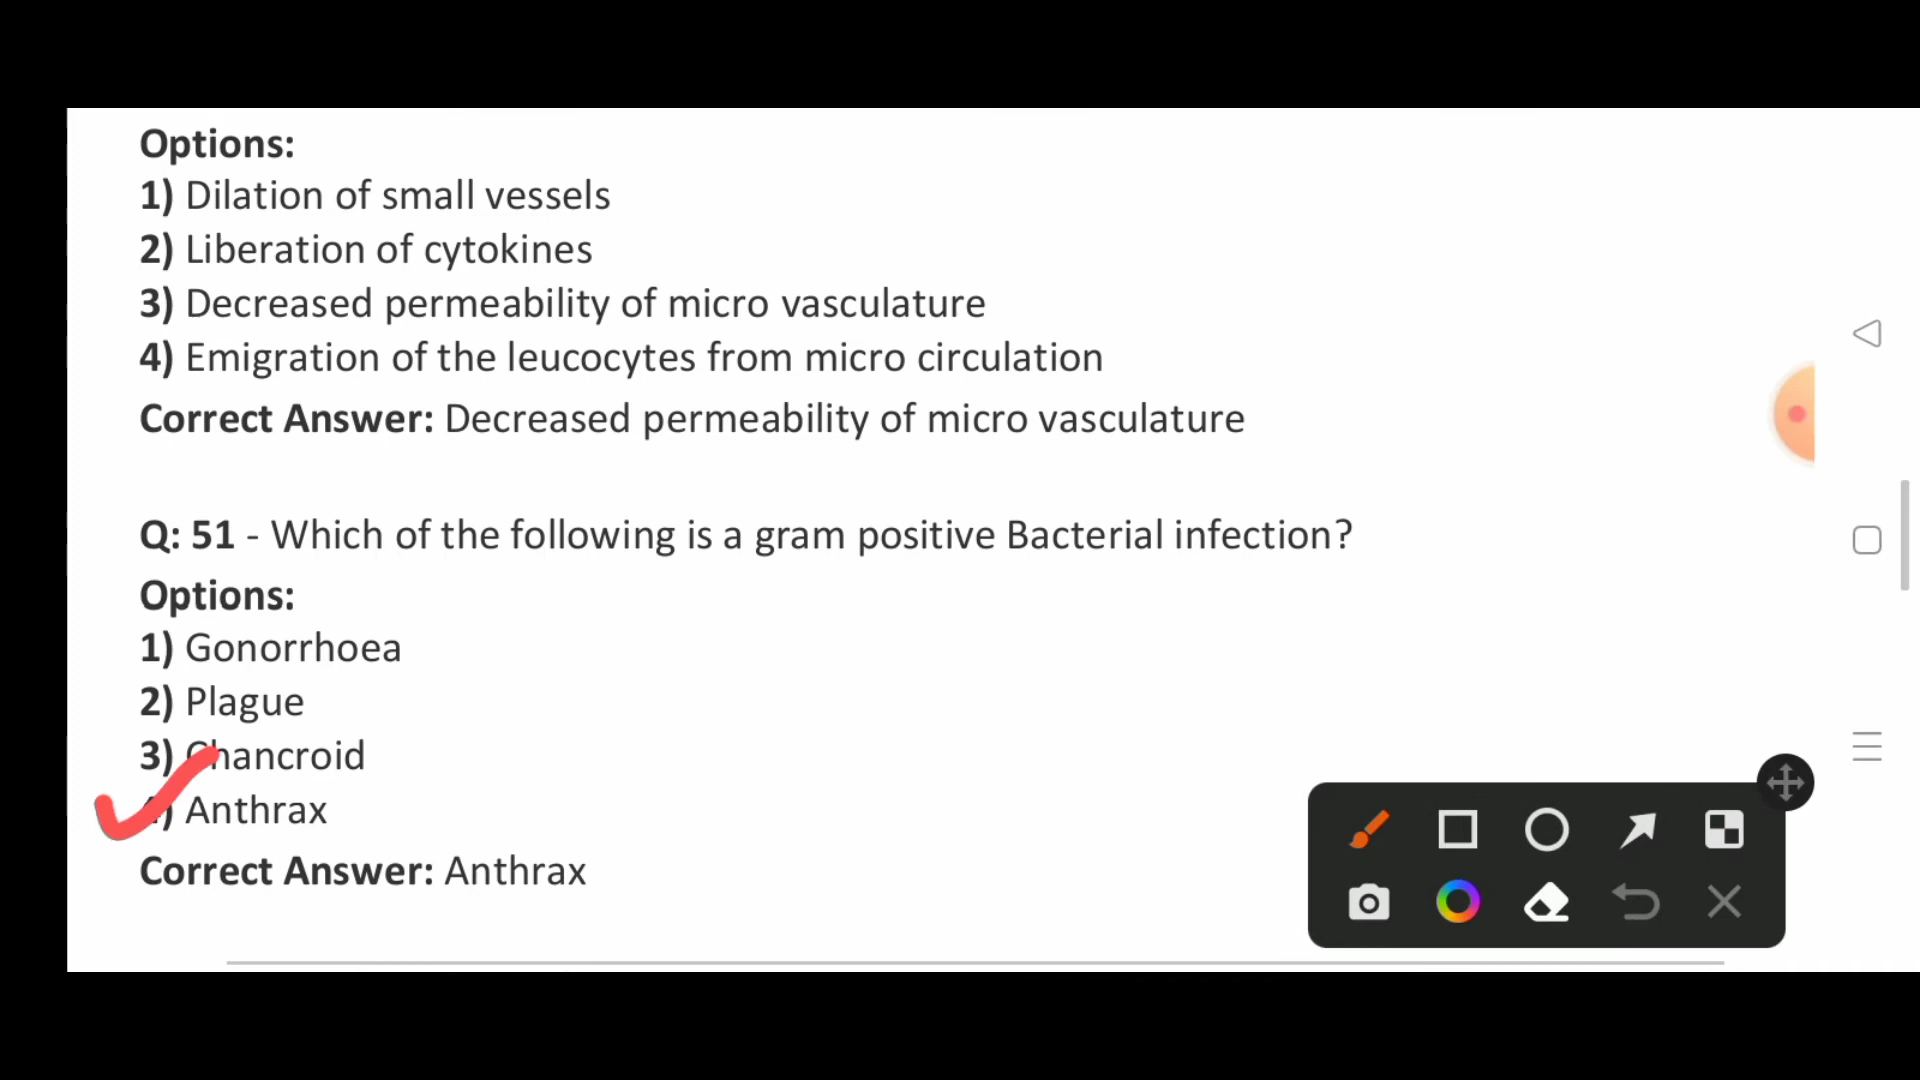 Options:
1) Dilation of small vessels
2) Liberation of cytokines
3) Decreased permeability of micro vasculature
4) Emigration of the leucocytes from micro circulation
Correct Answer: Decreased permeability of micro vasculature
Q: 51 - Which of the following is a gram positive Bacterial infection?
Options:
1) Gonorrhoea
2) Plague
3) Chancroid
4) Anthrax
Correct Answer: Anthrax